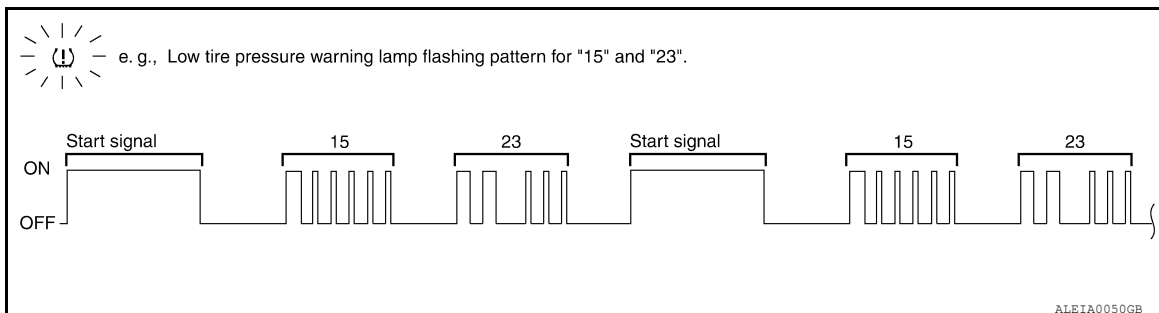 e. g., Low tire pressure warning lamp flashing pattern for "15" and "23".
Start signal 15 23 Start signal 15 23
ON
OFF
ALEIA0050GB